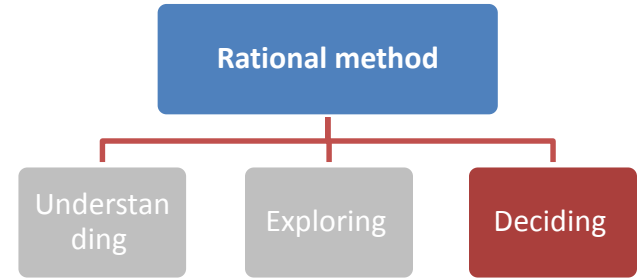 Rational method
Understan
ding
Exploring
Deciding